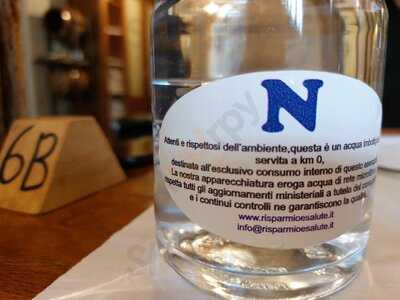 N
Attenti e rispettosi dell'ambiente,questa è un acqua
servita a km 0,
destinata all'esclusivo consumo interno di questo
La nostra apparecchiatura eroga acqua di rete
rispetta tutti gli aggiornamenti ministeriali a tutela del
e i continui controlli ne garantiscono la
www.risparmioesalute.it
info@risparmioesalute.it
6B